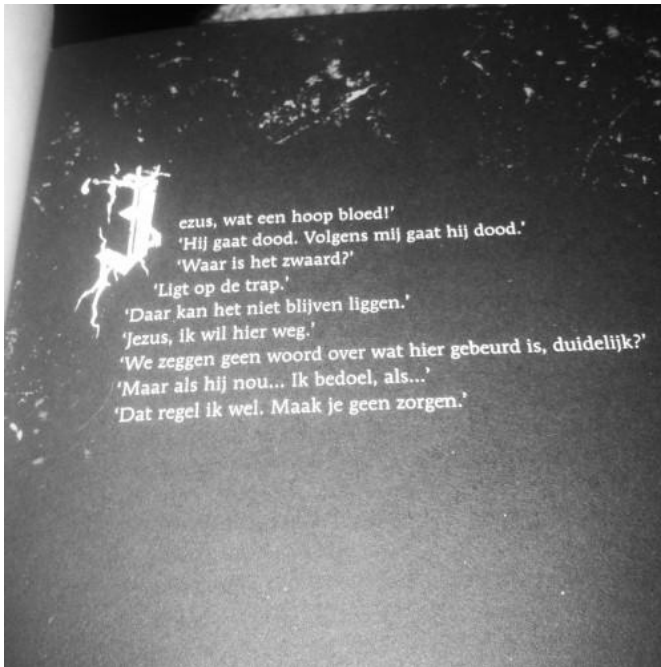 Jezus, wat een hoop bloed!’
‘Hij gaat dood. Volgens mij gaat hij dood.’
‘Waar is het zwaard?’
‘Ligt op de trap.’
‘Daar kan het niet blijven liggen.’
‘Jezus, ik wil hier weg.’
‘We zeggen geen woord over wat hier gebeurd is, duidelijk?’
‘Maar als hij nou... Ik bedoel, als...’
‘Dat regel ik wel. Maak je geen zorgen.’